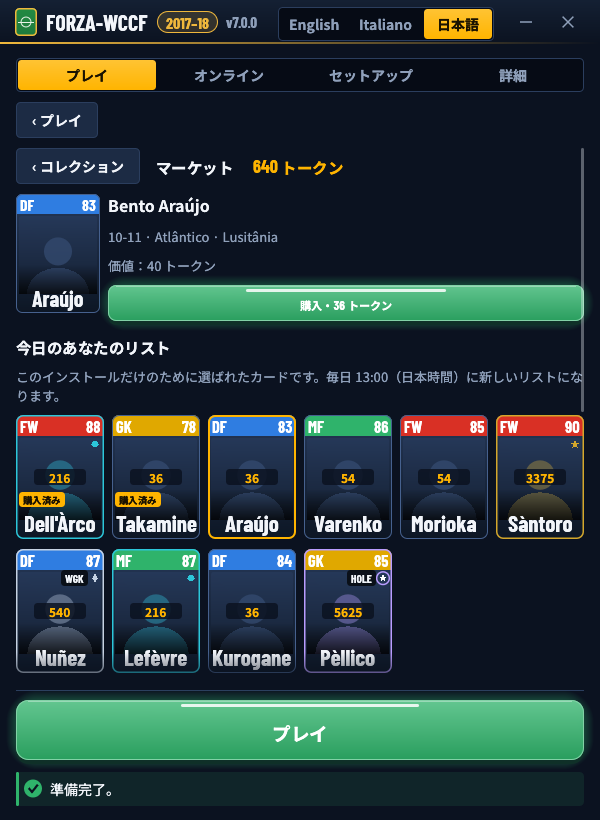 FORZA-WCCF 2017–18 v7.0.0 English Italiano 日本語
プレイ オンライン セットアップ 詳細
‹ プレイ
‹ コレクション マーケット 640 トークン
DF 83 Bento Araújo
10-11 · Atlântico · Lusitânia
価値：40 トークン
Araújo 購入・36 トークン
今日のあなたのリスト
このインストールだけのために選ばれたカードです。毎日 13:00（日本時間）に新しいリストにな
ります。
FW 88 GK 78 DF 83 MF 86 FW 85 FW 90
216 36 36 54 54 3375
購入済み 購入済み
Dell'Àrco Takamine Araújo Varenko Morioka Sàntoro
DF 87 MF 87 DF 84 GK 85
WGK HOLE
540 216 36 5625
Nuñez Lefèvre Kurogane Pèllico
プレイ
準備完了。